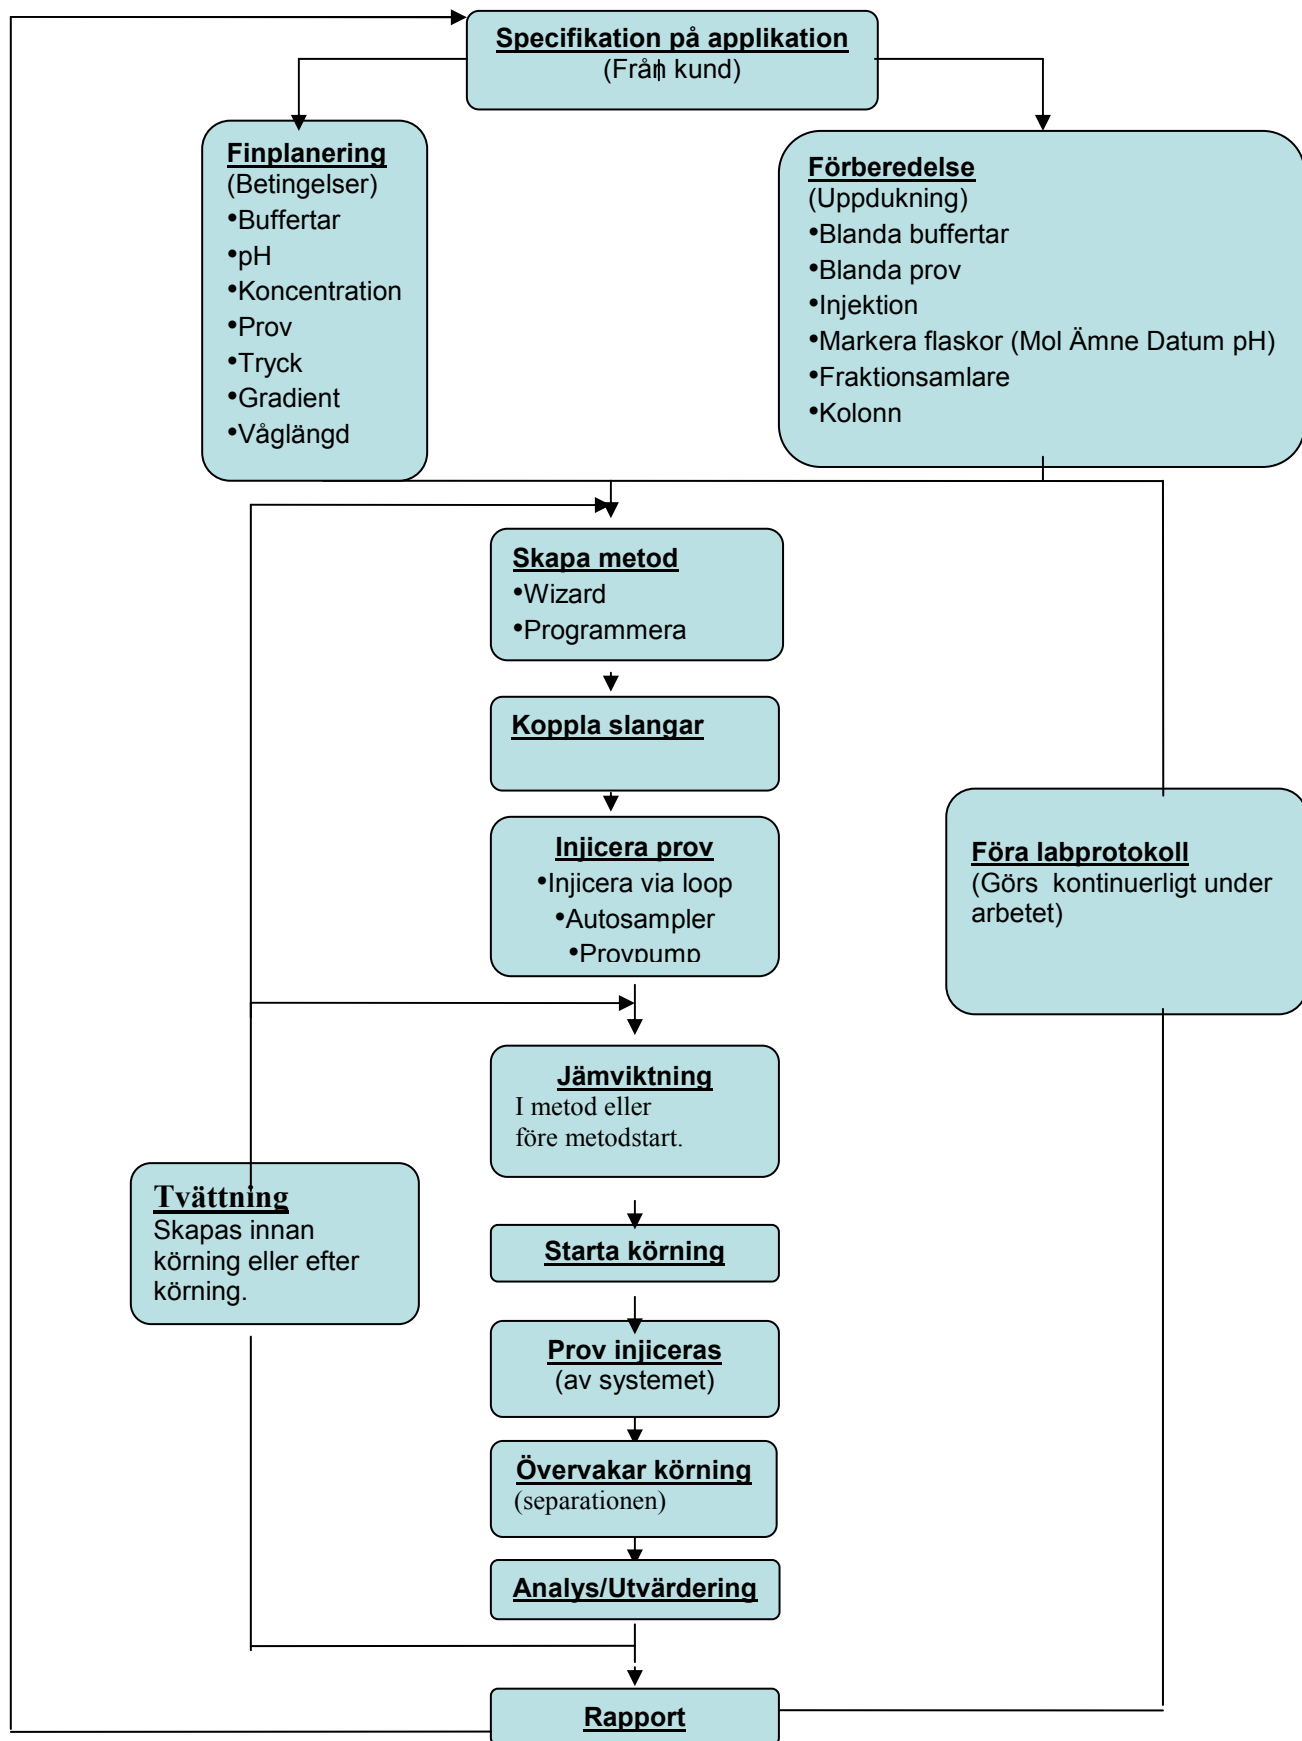 Specifikation på applikation
(Från kund)
Finplanering
(Betingelser)
•Buffertar
•pH
•Koncentration
•Prov
•Tryck
•Gradient
•Våglängd
Förberedelse
(Uppdukning)
•Blanda buffertar
•Blanda prov
•Injektion
•Markera flaskor (Mol Ämne Datum pH)
•Fraktionsamlare
•Kolonn
Skapa metod
•Wizard
•Programmera
Koppla slangar
Injicera prov
•Injicera via loop
•Autosampler
•Provpump
Föra labprotokoll
(Görs kontinuerligt under
arbetet)
Jämviktning
I metod eller
före metodstart.
Tvättning
Skapas innan
körning eller efter
körning.
Starta körning
Prov injiceras
(av systemet)
Övervakar körning
(separationen)
Analys/Utvärdering
Rapport